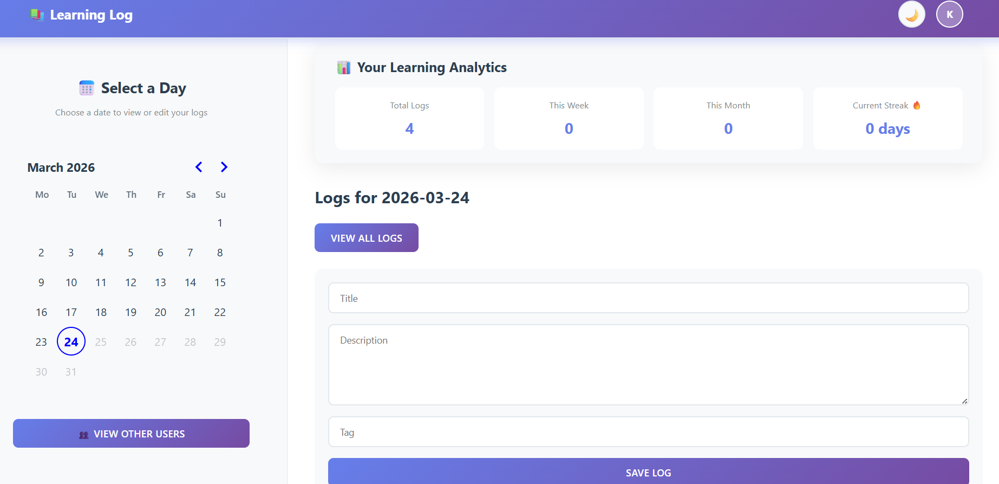 Learning Log
K
Select a Day
Choose a date to view or edit your logs
March 2026
Mo Tu We Th Fr Sa Su
1
2 3 4 5 6 7 8
9 10 11 12 13 14 15
16 17 18 19 20 21 22
23 24 25 26 27 28 29
30 31
VIEW OTHER USERS
Your Learning Analytics
Total Logs
4
This Week
0
This Month
0
Current Streak 🔥
0 days
Logs for 2026-03-24
VIEW ALL LOGS
Title
Description
Tag
SAVE LOG